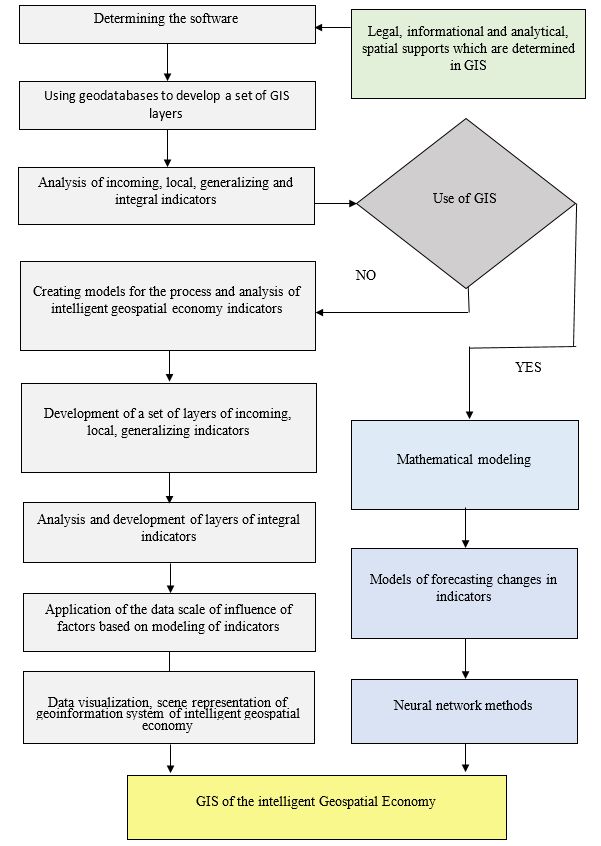 Determining the software
Legal, informational and analytical,
spatial supports which are determined
in GIS
Using geodatabases to develop a set of GIS
layers
Analysis of incoming, local, generalizing and
integral indicators
Use of GIS
NO
Creating models for the process and analysis of
intelligent geospatial economy indicators
YES
Development of a set of layers of incoming,
local, generalizing indicators
Mathematical modeling
Analysis and development of layers of integral
indicators
Models of forecasting changes in
indicators
Application of the data scale of influence of
factors based on modeling of indicators
Data visualization, scene representation of
geoinformation system of intelligent geospatial
economy
Neural network methods
GIS of the intelligent Geospatial Economy